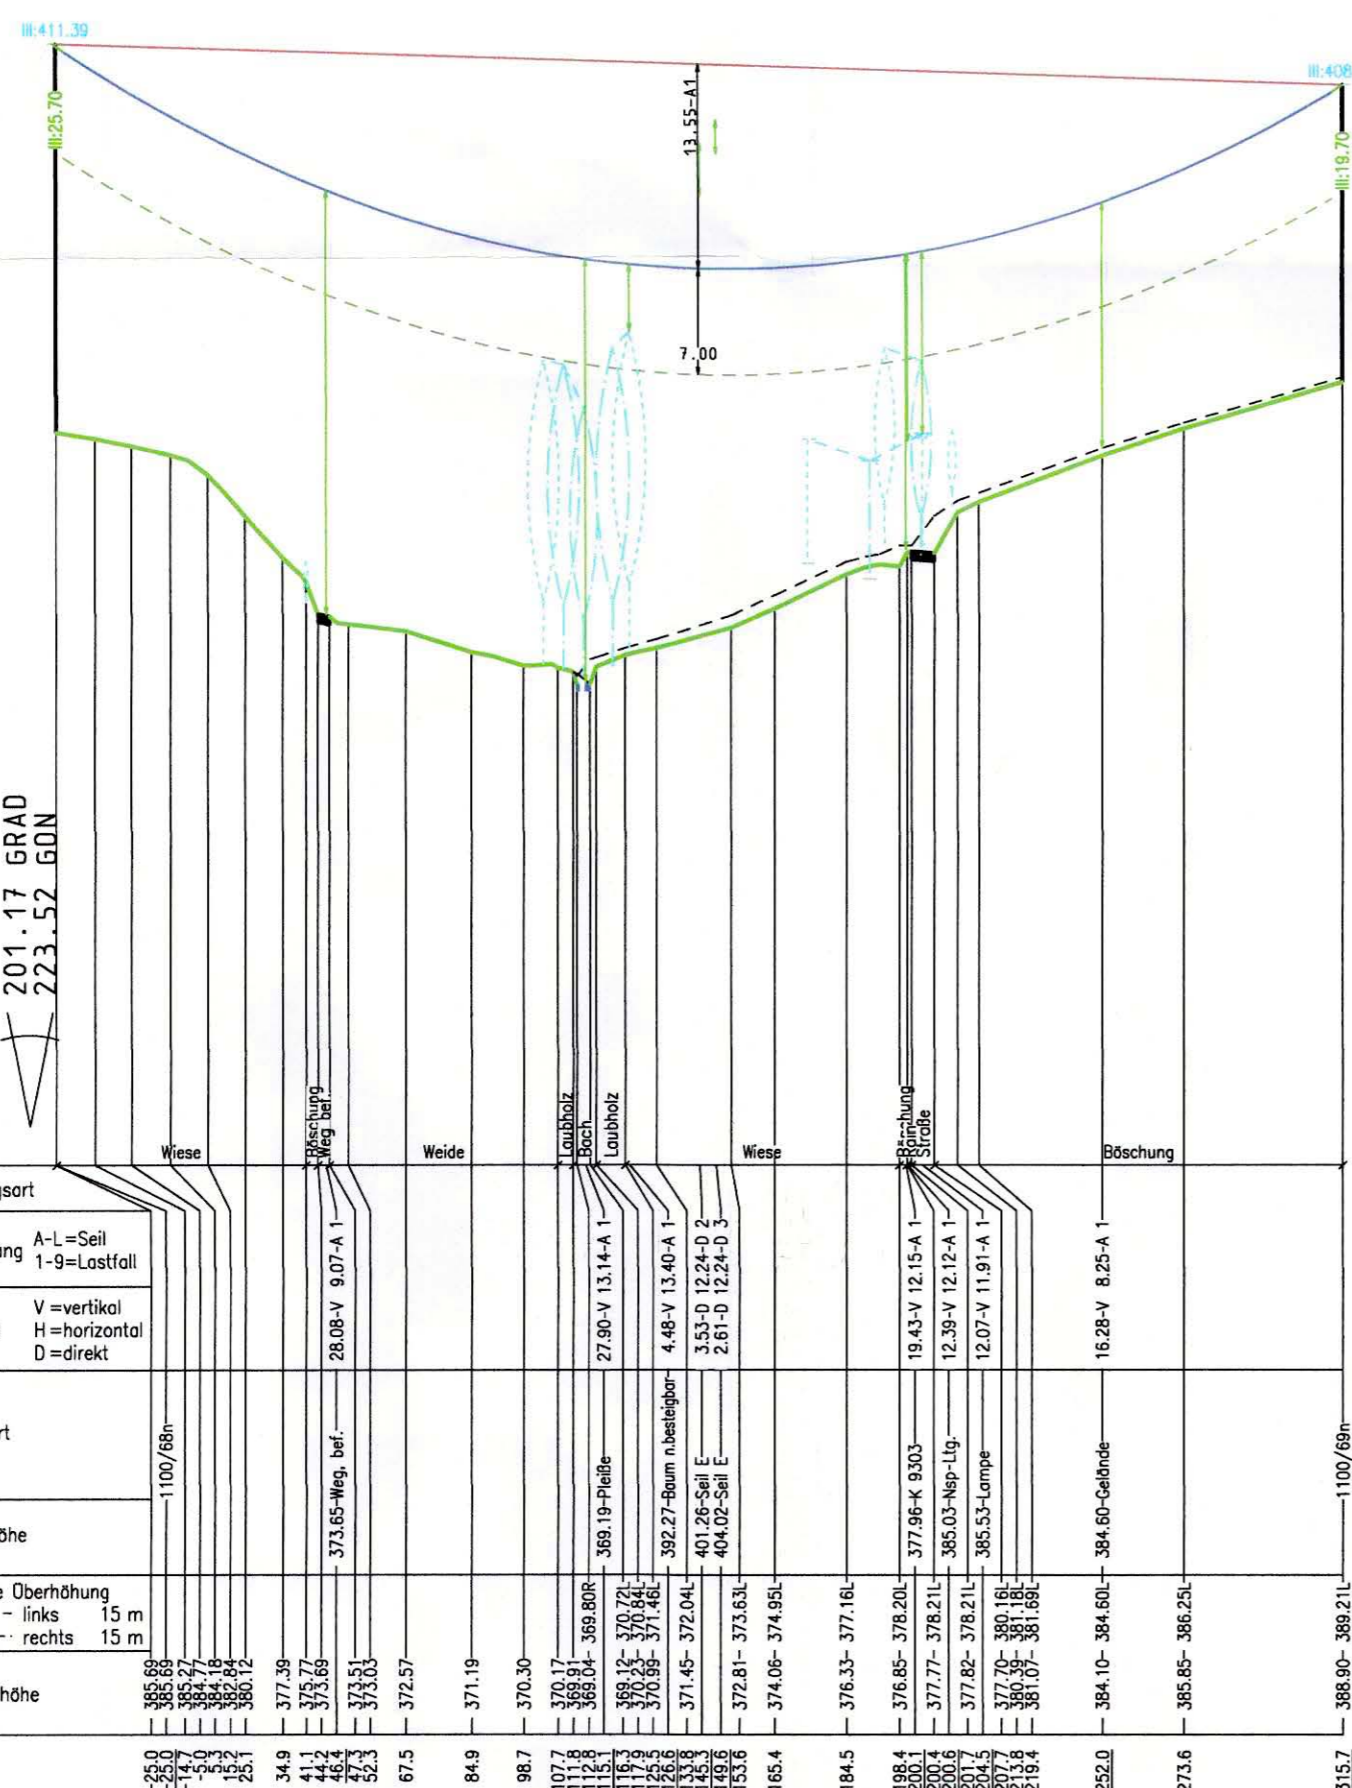 III:411.39
III:408
III:25.70
13.55-A1
III:19.70
7.00
201.17 GRAD
223.52 GON
Wiese
Böschung
Weg bef.
Weide
Laubholz
Bach
Laubholz
Wiese
Böschung
Straße
Böschung
gsart
ung
A-L=Seil
1-9=Lastfall
V =vertikal
H =horizontal
D =direkt
28.08-V 9.07-A 1
27.90-V 13.14-A 1
4.48-V 13.40-A 1
3.53-D 12.24-D 2
2.61-D 12.24-D 3
19.43-V 12.15-A 1
12.39-V 12.12-A 1
12.07-V 11.91-A 1
16.28-V 8.25-A 1
rt
1100/68n
373.65-Weg, bef.
369.19-Pleiße
392.27-Baum n.besteigbar
401.26-Seil E
404.02-Seil E
377.96-K 9303
385.03-Nsp-Ltg.
385.53-Lampe
384.60-Gelände
1100/69n
öhe
e Überhöhung
- links 15 m
-· rechts 15 m
369.80R
370.72L
370.84L
371.46L
372.04L
373.63L
374.95L
377.16L
378.20L
378.21L
378.21L
380.16L
381.18L
381.69L
384.60L
386.25L
389.21L
höhe
385.69
385.69
385.27
384.77
384.18
382.84
380.12
377.39
375.77
373.69
373.51
373.03
372.57
371.19
370.30
370.17
369.91
369.04
369.12
370.23
370.99
371.45
372.81
374.06
376.33
376.85
377.77
377.82
377.70
380.39
381.07
384.10
385.85
388.90
-25.0
-25.0
-14.7
-5.0
5.3
15.2
25.1
34.9
41.1
44.2
46.4
47.3
52.3
67.5
84.9
98.7
107.7
111.8
112.8
115.1
116.3
117.9
125.5
126.6
133.8
145.3
149.6
153.6
165.4
184.5
198.4
200.1
200.4
200.6
201.7
204.5
207.7
213.8
219.4
252.0
273.6
315.7